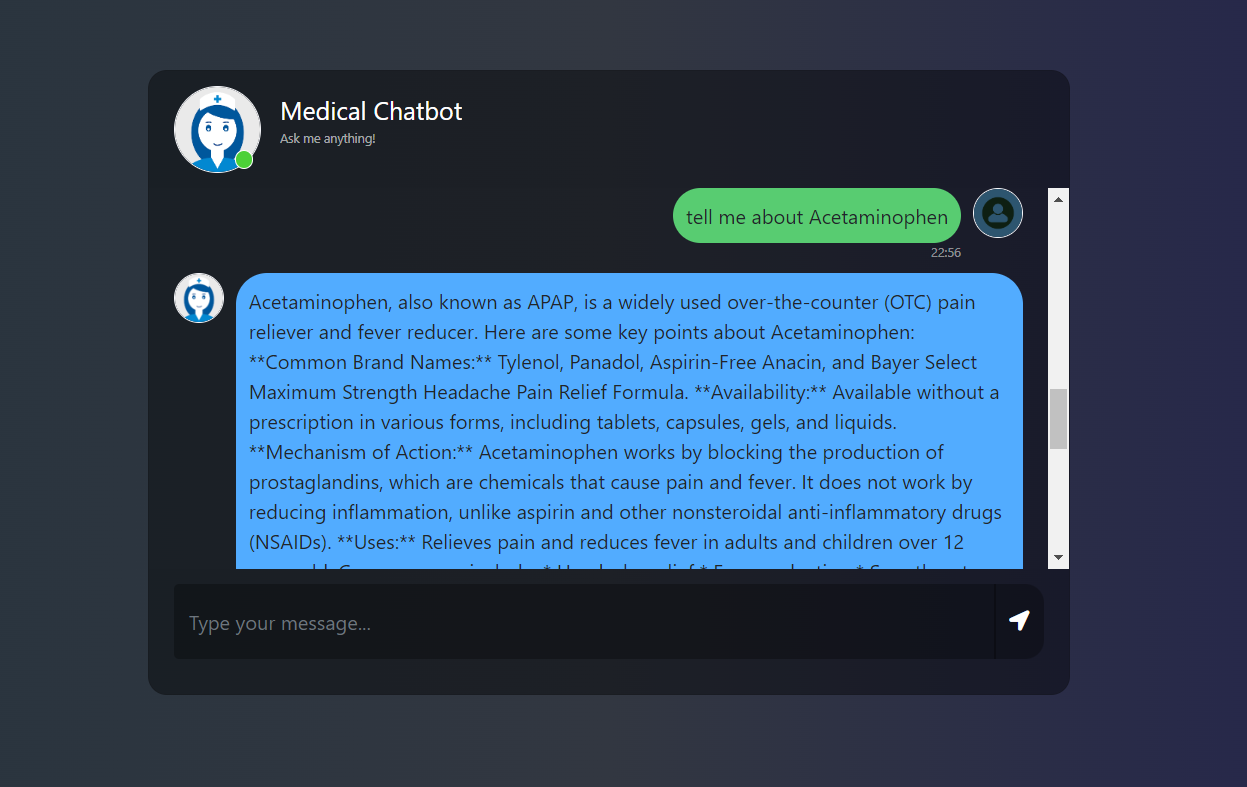 Medical Chatbot
Ask me anything!
tell me about Acetaminophen
22:56
Acetaminophen, also known as APAP, is a widely used over-the-counter (OTC) pain
reliever and fever reducer. Here are some key points about Acetaminophen:
**Common Brand Names:** Tylenol, Panadol, Aspirin-Free Anacin, and Bayer Select
Maximum Strength Headache Pain Relief Formula. **Availability:** Available without a
prescription in various forms, including tablets, capsules, gels, and liquids.
**Mechanism of Action:** Acetaminophen works by blocking the production of
prostaglandins, which are chemicals that cause pain and fever. It does not work by
reducing inflammation, unlike aspirin and other nonsteroidal anti-inflammatory drugs
(NSAIDs). **Uses:** Relieves pain and reduces fever in adults and children over 12
Type your message...